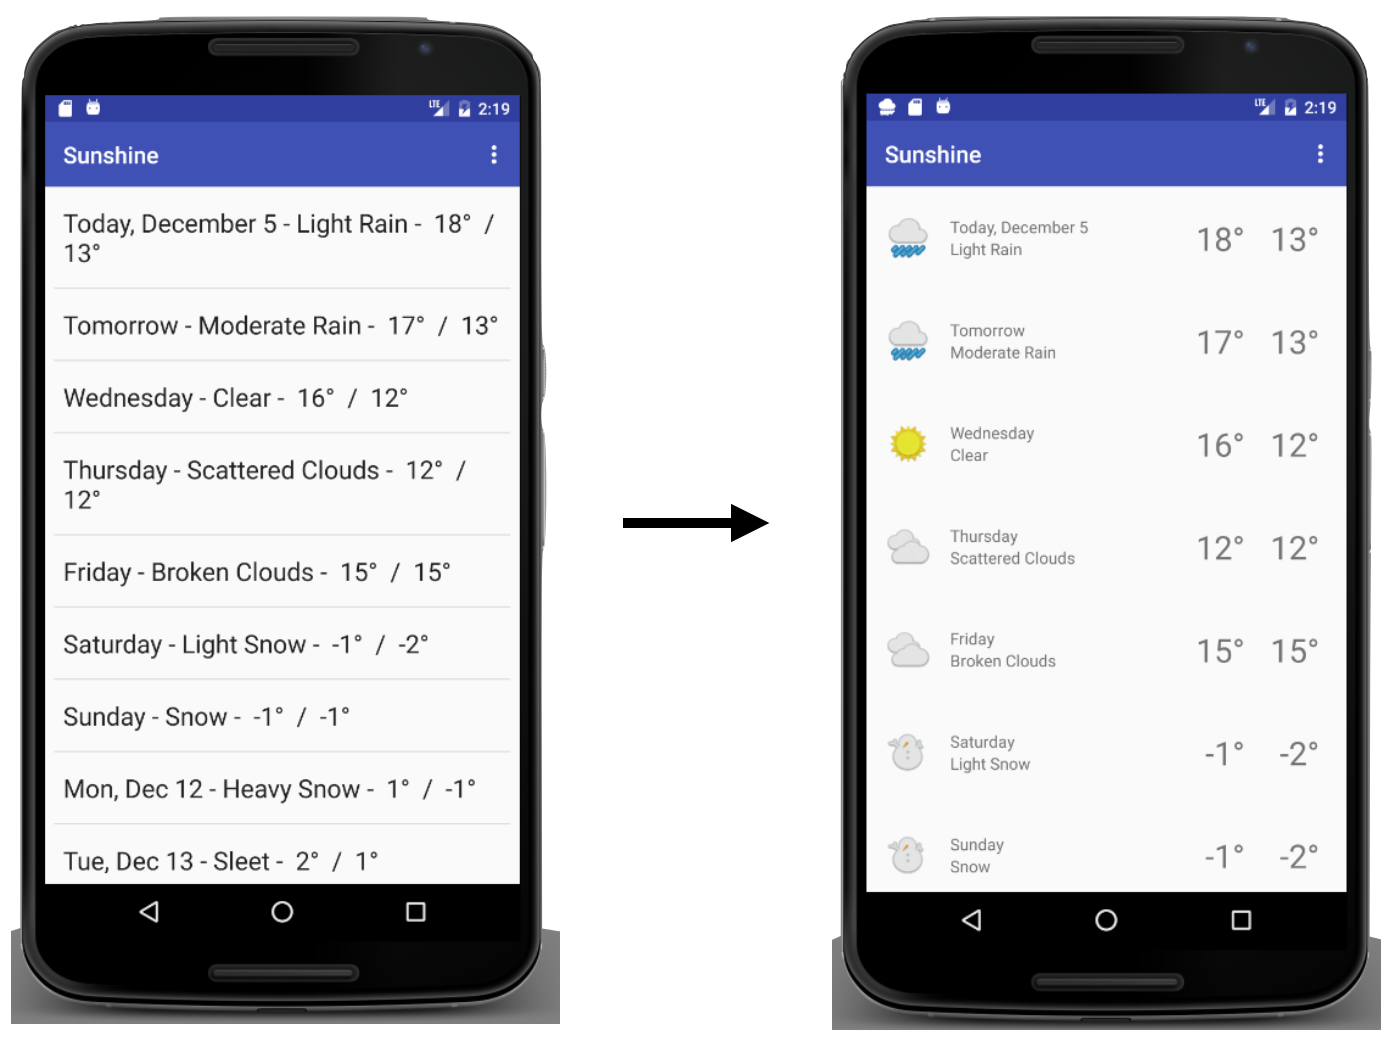 LTE 2:19
Sunshine
Today, December 5 - Light Rain - 18° /
13°
Tomorrow - Moderate Rain - 17° / 13°
Wednesday - Clear - 16° / 12°
Thursday - Scattered Clouds - 12° /
12°
Friday - Broken Clouds - 15° / 15°
Saturday - Light Snow - -1° / -2°
Sunday - Snow - -1° / -1°
Mon, Dec 12 - Heavy Snow - 1° / -1°
Tue, Dec 13 - Sleet - 2° / 1°
LTE 2:19
Sunshine
Today, December 5
Light Rain
18° 13°
Tomorrow
Moderate Rain
17° 13°
Wednesday
Clear
16° 12°
Thursday
Scattered Clouds
12° 12°
Friday
Broken Clouds
15° 15°
Saturday
Light Snow
-1° -2°
Sunday
Snow
-1° -2°